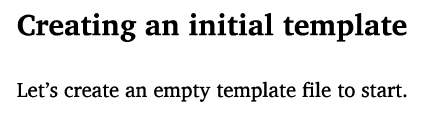 Creating an initial template
Let’s create an empty template file to start.